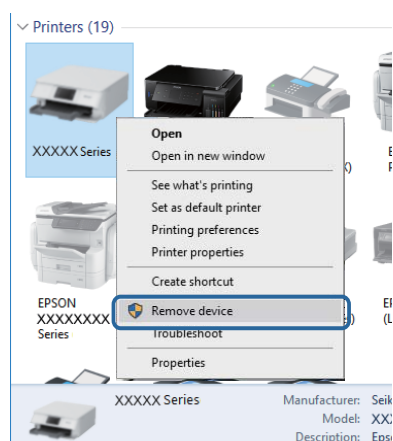 Printers (19)
XXXXX Series
Open
Open in new window
See what's printing
Set as default printer
Printing preferences
Printer properties
Create shortcut
Remove device
Troubleshoot
Properties
EPSON
XXXXXXXX
Series
XXXXX Series
Manufacturer:
Model:
Description: